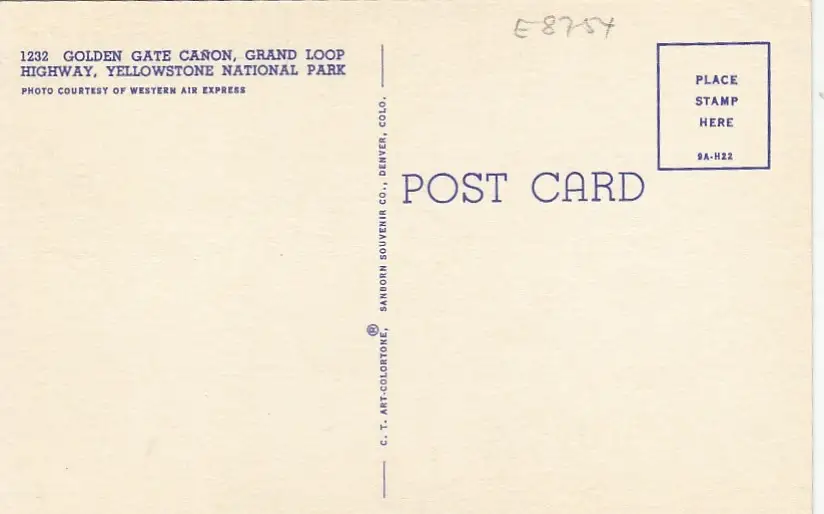 E 8754
1232 GOLDEN GATE CAÑON, GRAND LOOP
HIGHWAY, YELLOWSTONE NATIONAL PARK
PHOTO COURTESY OF WESTERN AIR EXPRESS
C. T. ART-COLORTONE, ® SANBORN SOUVENIR CO., DENVER, COLO.
POST CARD
PLACE
STAMP
HERE
9A-H22